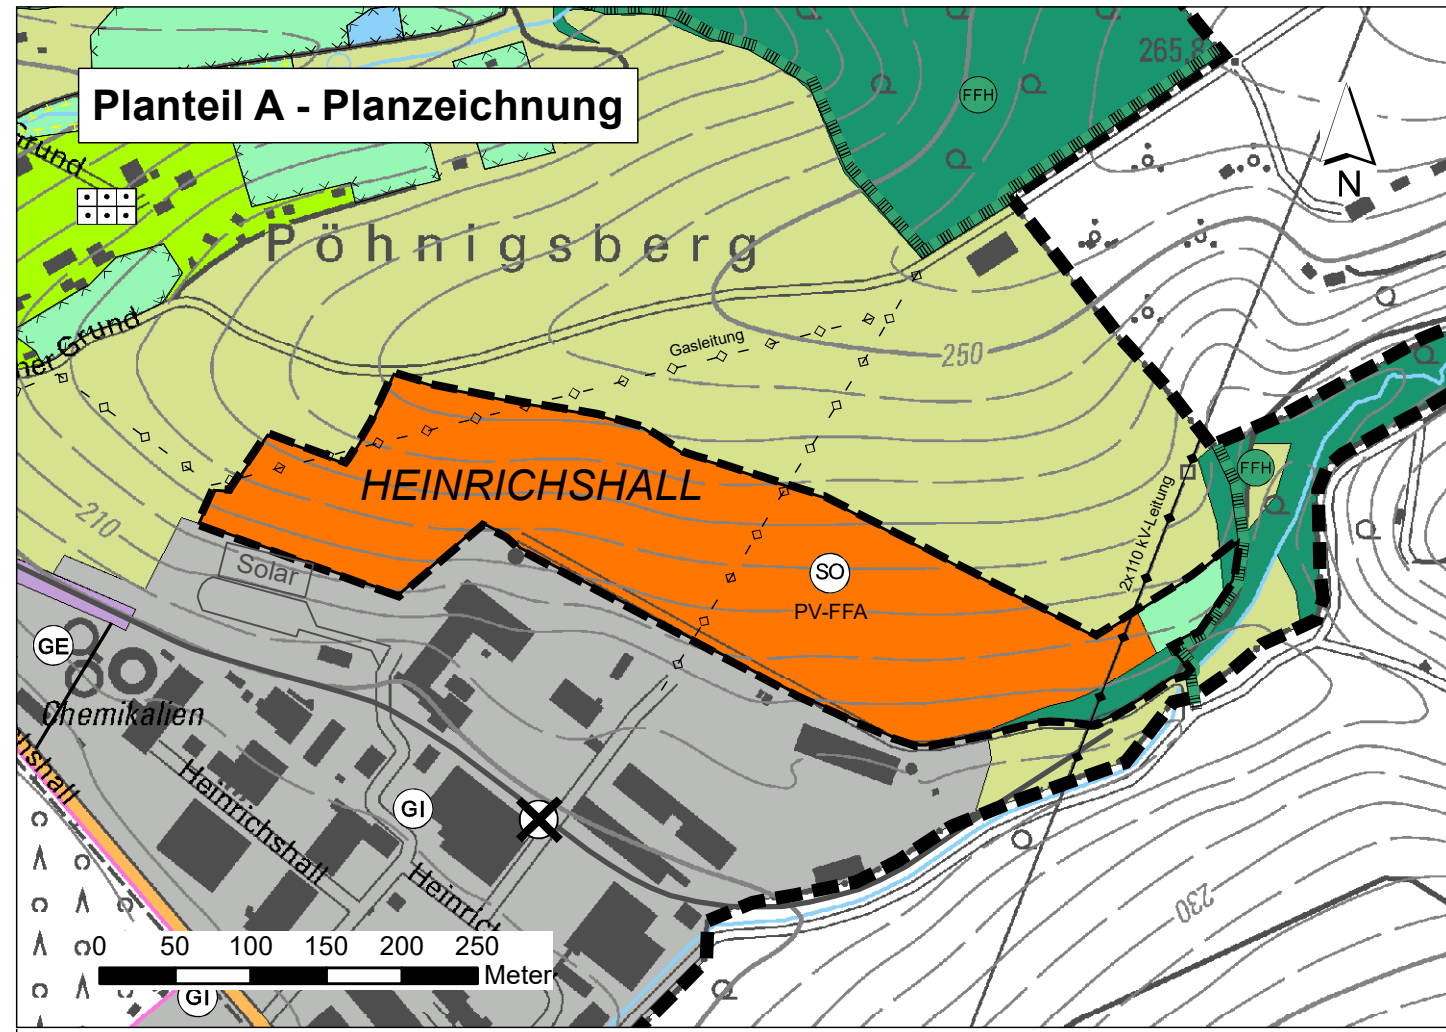 Planteil A - Planzeichnung
265,8
FFH
N
Grund
Pöhnigsberg
ner Grund
Gasleitung
250
HEINRICHSHALL
FFH
210
2x110 kV-Leitung
Solar
SO
PV-FFA
GE
Chemikalien
Heinrichshall
GI
Heinrich
230
0 50 100 150 200 250
Meter
GI